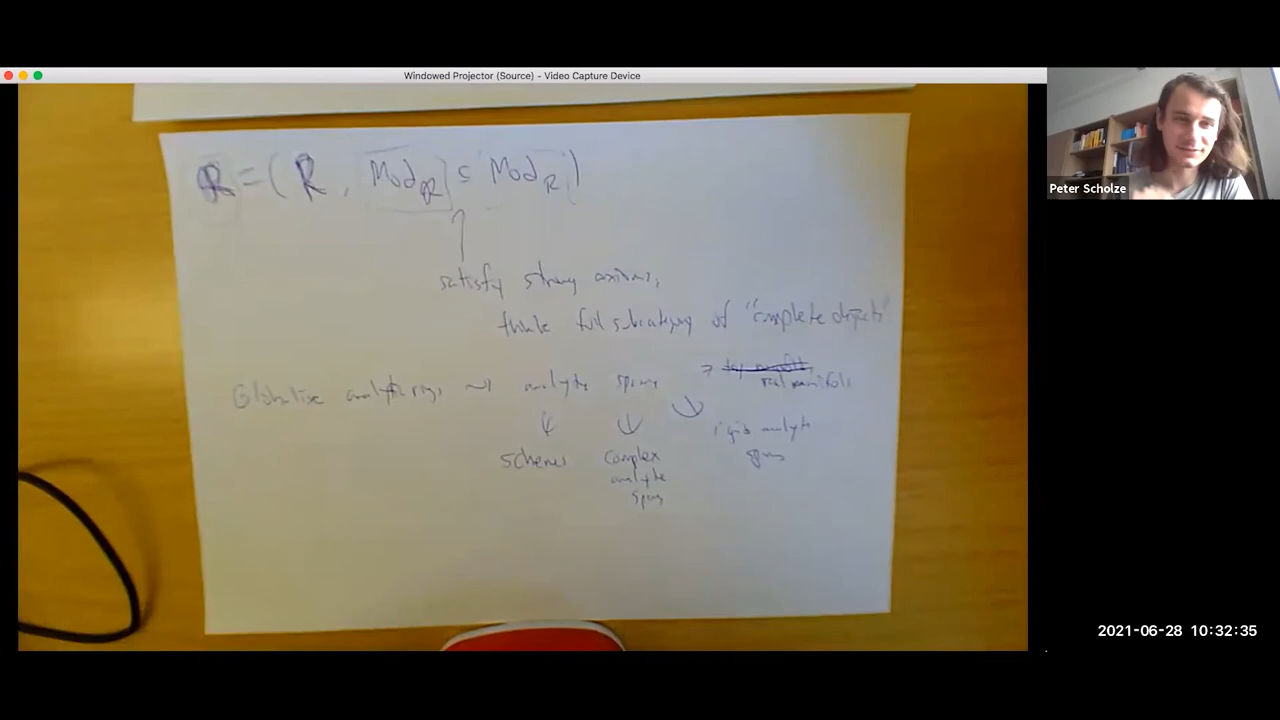 Windowed Projector (Source) - Video Capture Device
Peter Scholze
R = (R, Mod_R ⊆ Mod_R)
satisfy strong axioms,
think full subcategory of "complete objects"
Globalise analytic rings ⇝ analytic spaces
real manifolds
schemes complex rigid analytic
analytic spaces
spaces
2021-06-28 10:32:35